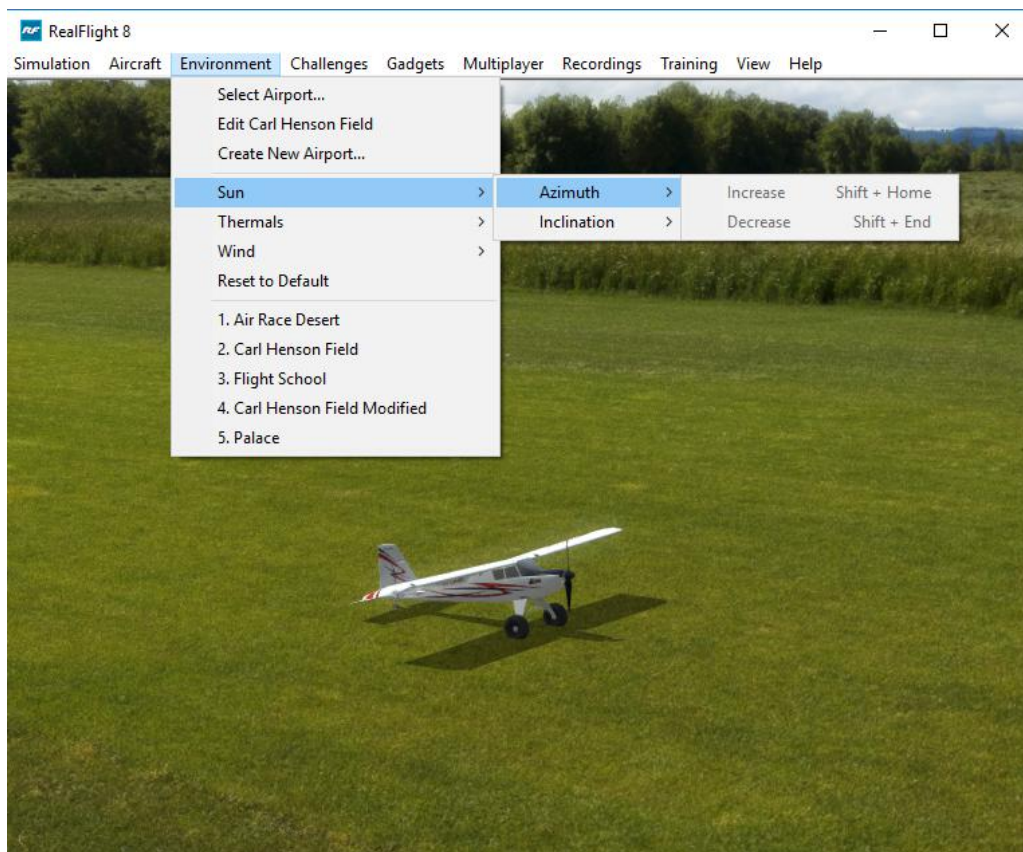 RF RealFlight 8
Simulation Aircraft Environment Challenges Gadgets Multiplayer Recordings Training View Help
Select Airport...
Edit Carl Henson Field
Create New Airport...
Sun
Thermals
Wind
Reset to Default
1. Air Race Desert
2. Carl Henson Field
3. Flight School
4. Carl Henson Field Modified
5. Palace
Azimuth
Inclination
Increase Shift + Home
Decrease Shift + End